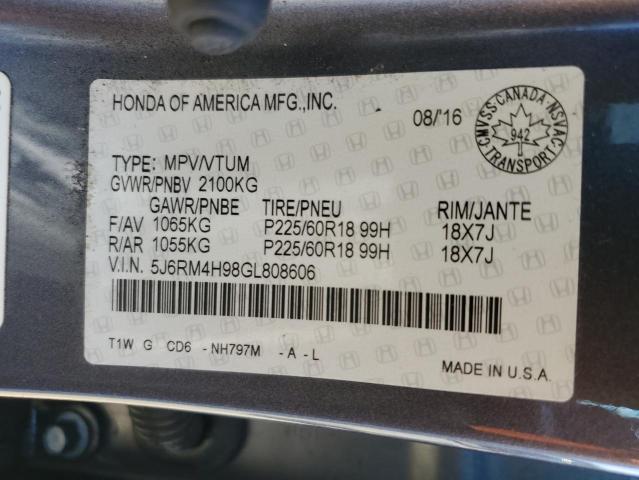 HONDA OF AMERICA MFG.,INC. 08/'16
CMVSS·CANADA·NSVAC
942
TRANSPORT
TYPE: MPV/VTUM
GVWR/PNBV 2100KG
GAWR/PNBE TIRE/PNEU RIM/JANTE
F/AV 1065KG P225/60R18 99H 18X7J
R/AR 1055KG P225/60R18 99H 18X7J
V.I.N. 5J6RM4H98GL808606
T1W G CD6 - NH797M - A - L
MADE IN U.S.A.